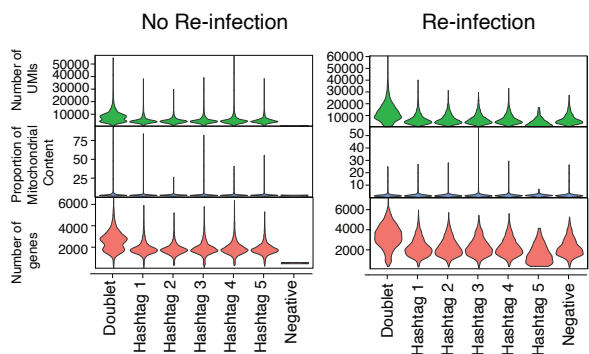 No Re-infection
Re-infection
Number of
UMIs
50000
40000
30000
20000
10000
60000
50000
40000
30000
20000
10000
Proportion of
Mitochondrial
Content
75
50
25
50
40
30
20
10
Number of
genes
6000
4000
2000
6000
4000
2000
Doublet
Hashtag 1
Hashtag 2
Hashtag 3
Hashtag 4
Hashtag 5
Negative
Doublet
Hashtag 1
Hashtag 2
Hashtag 3
Hashtag 4
Hashtag 5
Negative